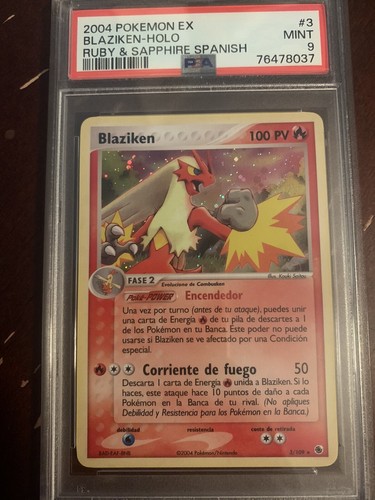 2004 POKEMON EX #3
BLAZIKEN-HOLO MINT
RUBY & SAPPHIRE SPANISH 9
PSA 76478037
Blaziken 100 PV
FASE 2 Evoluciona de Combusken
Poké-POWER Encendedor
Una vez por turno (antes de tu ataque), puedes unir
una carta de Energía de tu pila de descartes a 1
de los Pokémon en tu Banca. Este poder no puede
usarse si Blaziken se ve afectado por una Condición
especial.
Corriente de fuego 50
Descarta 1 carta de Energía unida a Blaziken. Si lo
haces, este ataque hace 10 puntos de daño a cada
Pokémon en la Banca de tu rival. (No apliques
Debilidad y Resistencia para los Pokémon en la Banca.)
debilidad resistencia costo de retirada
©2004 Pokémon/Nintendo 3/109